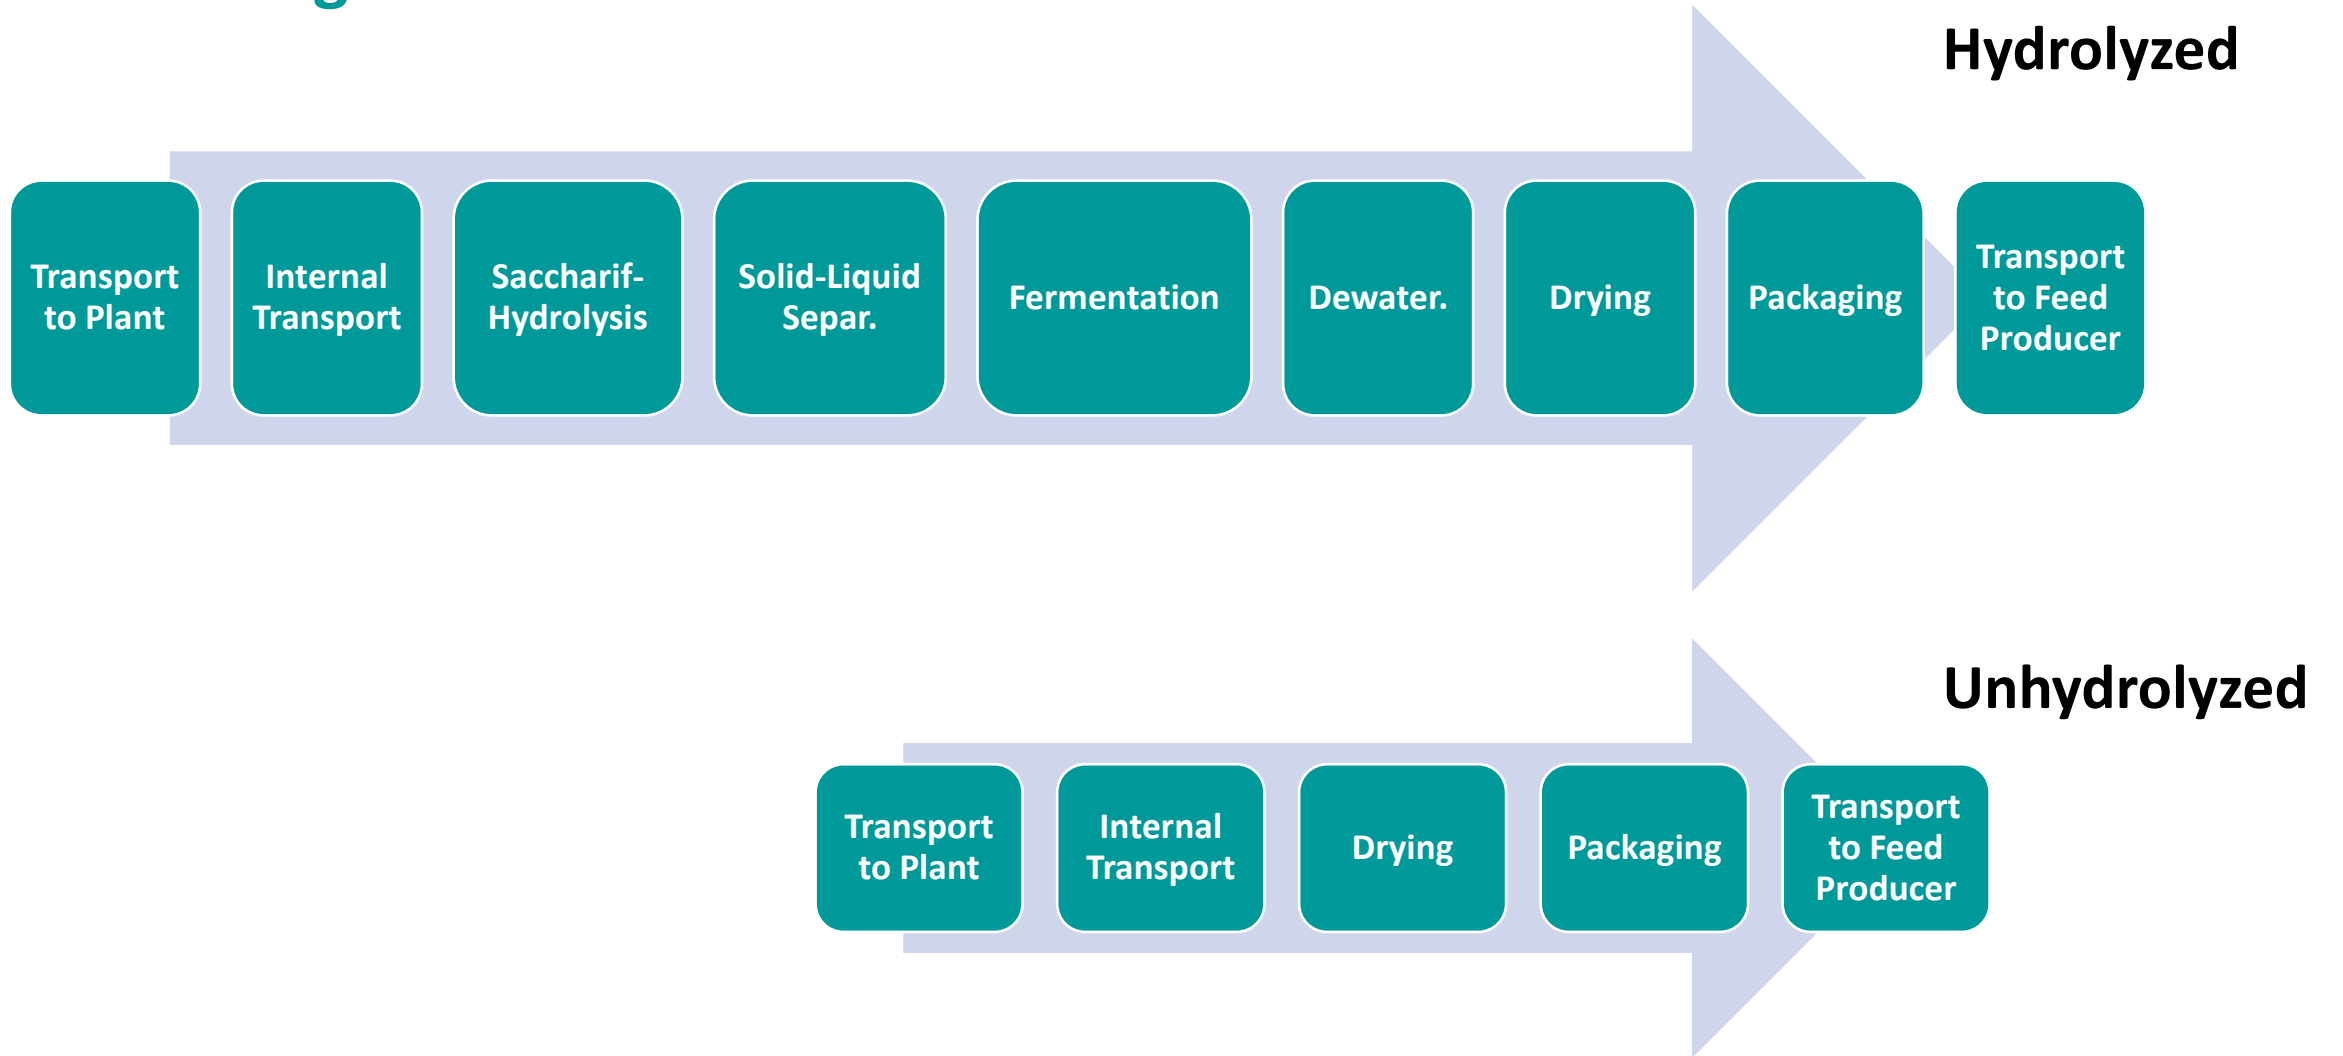 Hydrolyzed
Transport
to Plant
Internal
Transport
Saccharif-
Hydrolysis
Solid-Liquid
Separ.
Fermentation
Dewater.
Drying
Packaging
Transport
to Feed
Producer
Unhydrolyzed
Transport
to Plant
Internal
Transport
Drying
Packaging
Transport
to Feed
Producer